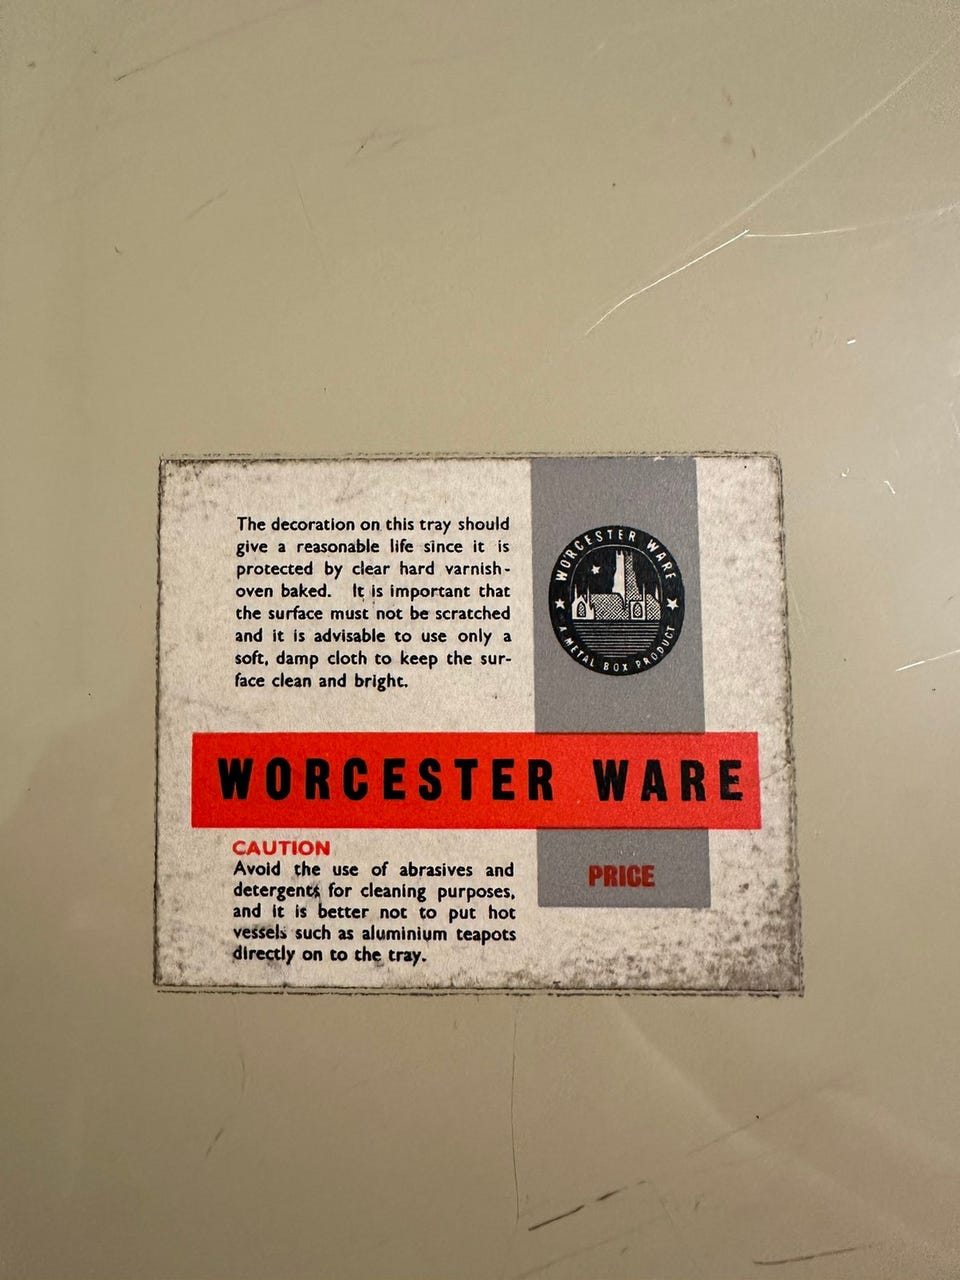 The decoration on this tray should
give a reasonable life since it is
protected by clear hard varnish-
oven baked. It is important that
the surface must not be scratched
and it is advisable to use only a
soft, damp cloth to keep the sur-
face clean and bright.
WORCESTER WARE
A METAL BOX PRODUCT
WORCESTER WARE
CAUTION
Avoid the use of abrasives and
detergents for cleaning purposes,
and it is better not to put hot
vessels such as aluminium teapots
directly on to the tray.
PRICE